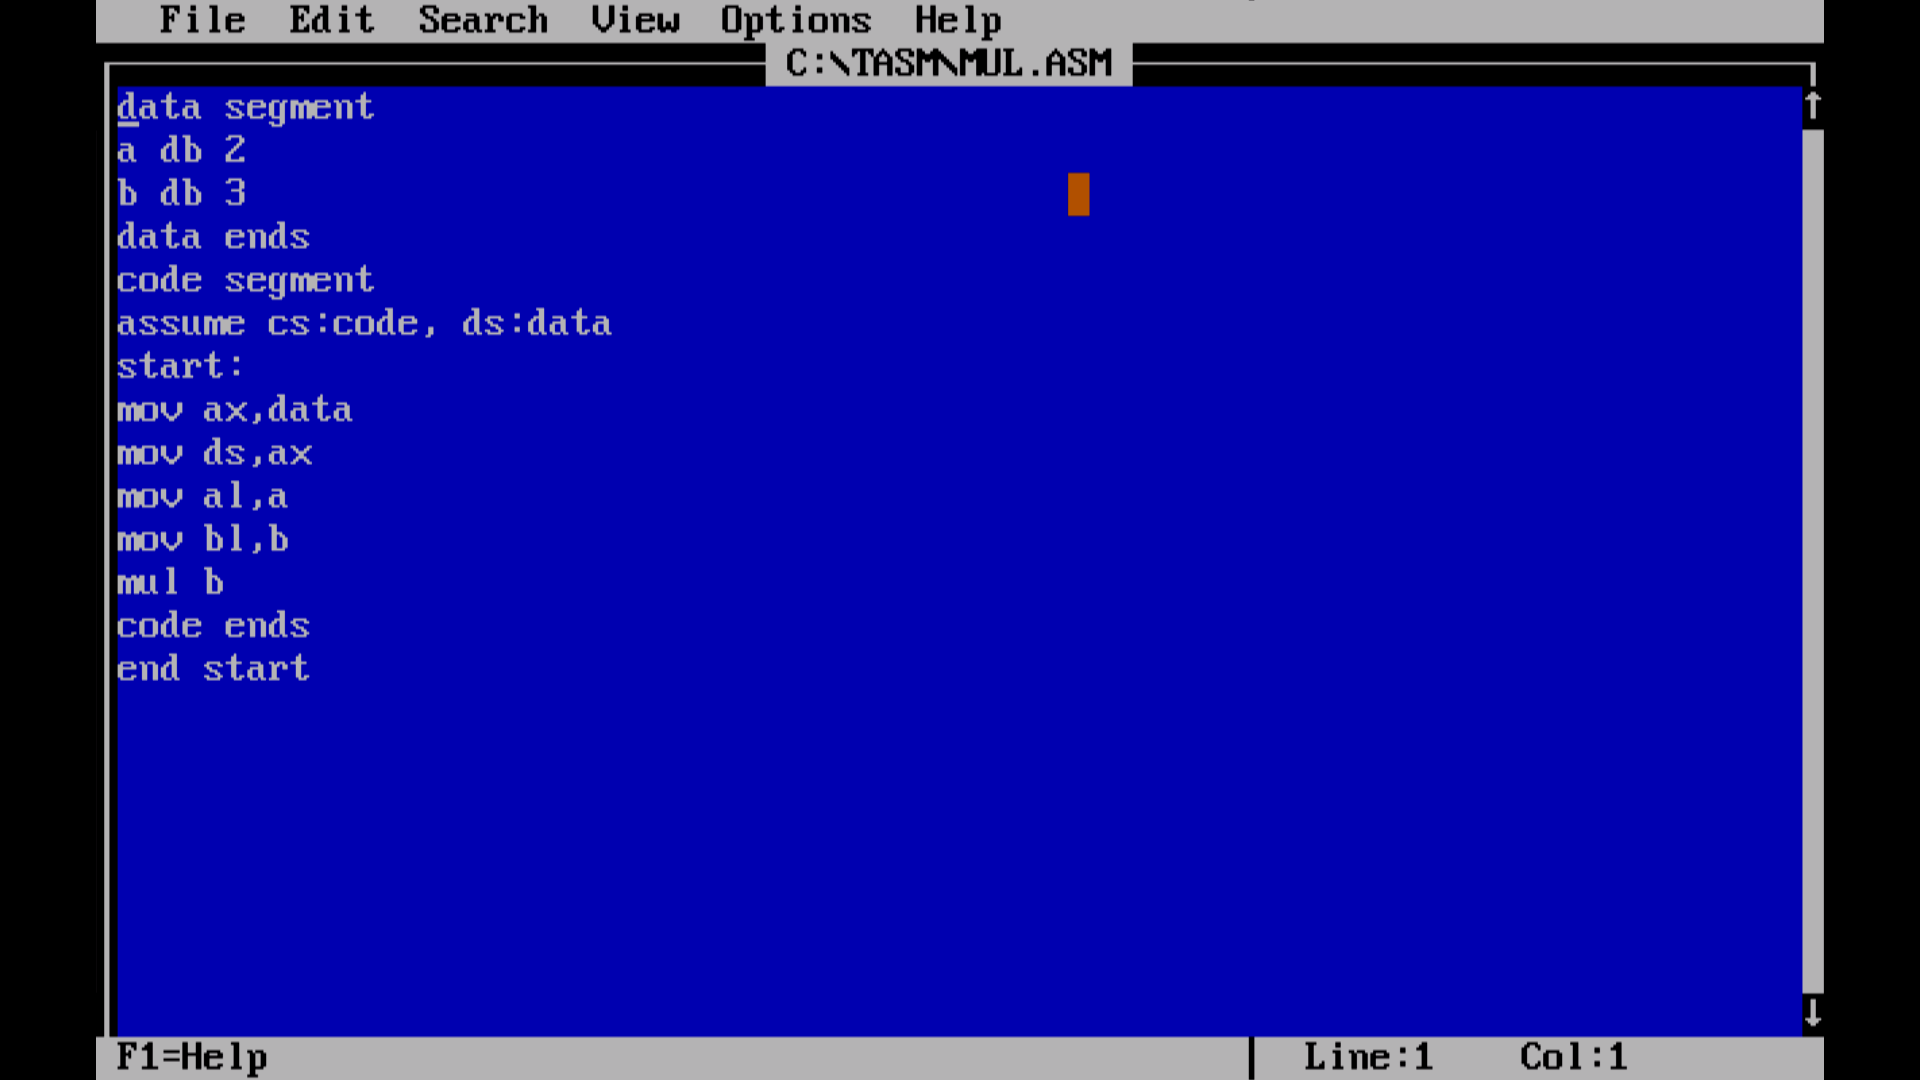 File Edit Search View Options Help
C:\TASM\MUL.ASM
data segment
a db 2
b db 3
data ends
code segment
assume cs:code, ds:data
start:
mov ax,data
mov ds,ax
mov al,a
mov bl,b
mul b
code ends
end start
F1=Help Line:1 Col:1